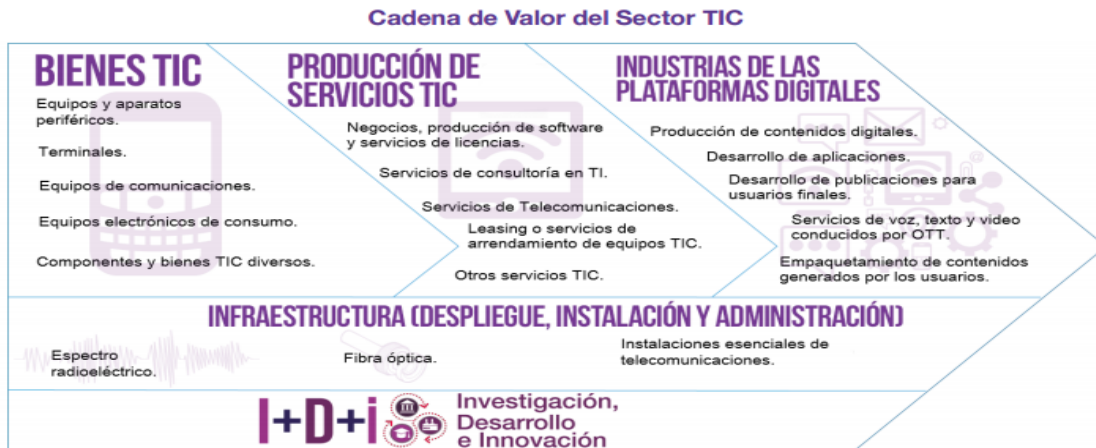 Cadena de Valor del Sector TIC
BIENES TIC
Equipos y aparatos
periféricos.
Terminales.
Equipos de comunicaciones.
Equipos electrónicos de consumo.
Componentes y bienes TIC diversos.
PRODUCCIÓN DE
SERVICIOS TIC
Negocios, producción de software
y servicios de licencias.
Servicios de consultoría en TI.
Servicios de Telecomunicaciones.
Leasing o servicios de
arrendamiento de equipos TIC.
Otros servicios TIC.
INDUSTRIAS DE LAS
PLATAFORMAS DIGITALES
Producción de contenidos digitales.
Desarrollo de aplicaciones.
Desarrollo de publicaciones para
usuarios finales.
Servicios de voz, texto y video
conducidos por OTT.
Empaquetamiento de contenidos
generados por los usuarios.
INFRAESTRUCTURA (DESPLIEGUE, INSTALACIÓN Y ADMINISTRACIÓN)
Espectro
radioeléctrico.
Fibra óptica.
Instalaciones esenciales de
telecomunicaciones.
I+D+i
Investigación,
Desarrollo
e Innovación